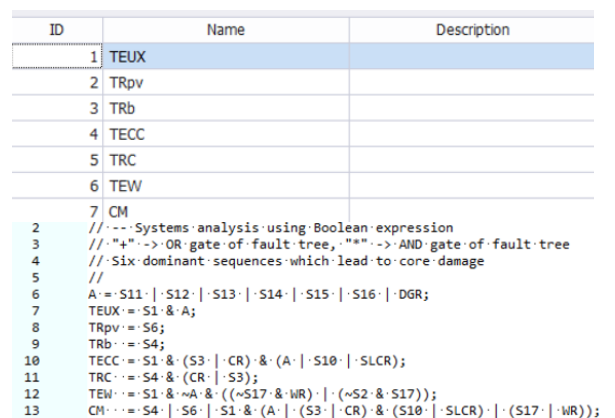 ID Name Description
1 TEUX
2 TRpv
3 TRb
4 TECC
5 TRC
6 TEW
7 CM
2 //·--·Systems·analysis·using·Boolean·expression
3 //·"+"·->·OR·gate·of·fault·tree,·"*"·->·AND·gate·of·fault·tree
4 //·Six·dominant·sequences·which·lead·to·core·damage
5 //
6 A·=·S11·|·S12·|·S13·|·S14·|·S15·|·S16·|·DGR;
7 TEUX·=·S1·&·A;
8 TRpv·=·S6;
9 TRb··=·S4;
10 TECC·=·S1·&·(S3·|·CR)·&·(A·|·S10·|·SLCR);
11 TRC··=·S4·&·(CR·|·S3);
12 TEW··=·S1·&·~A·&·((~S17·&·WR)·|·(~S2·&·S17));
13 CM···=·S4·|·S6·|·S1·&·(A·|·(S3·|·CR)·&·(S10·|·SLCR)·|·(S17·|·WR));